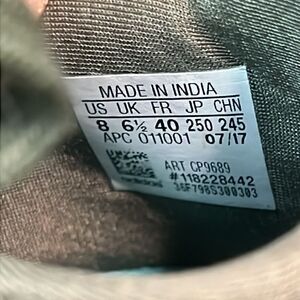 MADE IN INDIA
US UK FR JP CHN
8 6½ 40 250 245
APC 011001 07/17
ART CP9689
#118228442
36F798S300303
adidas